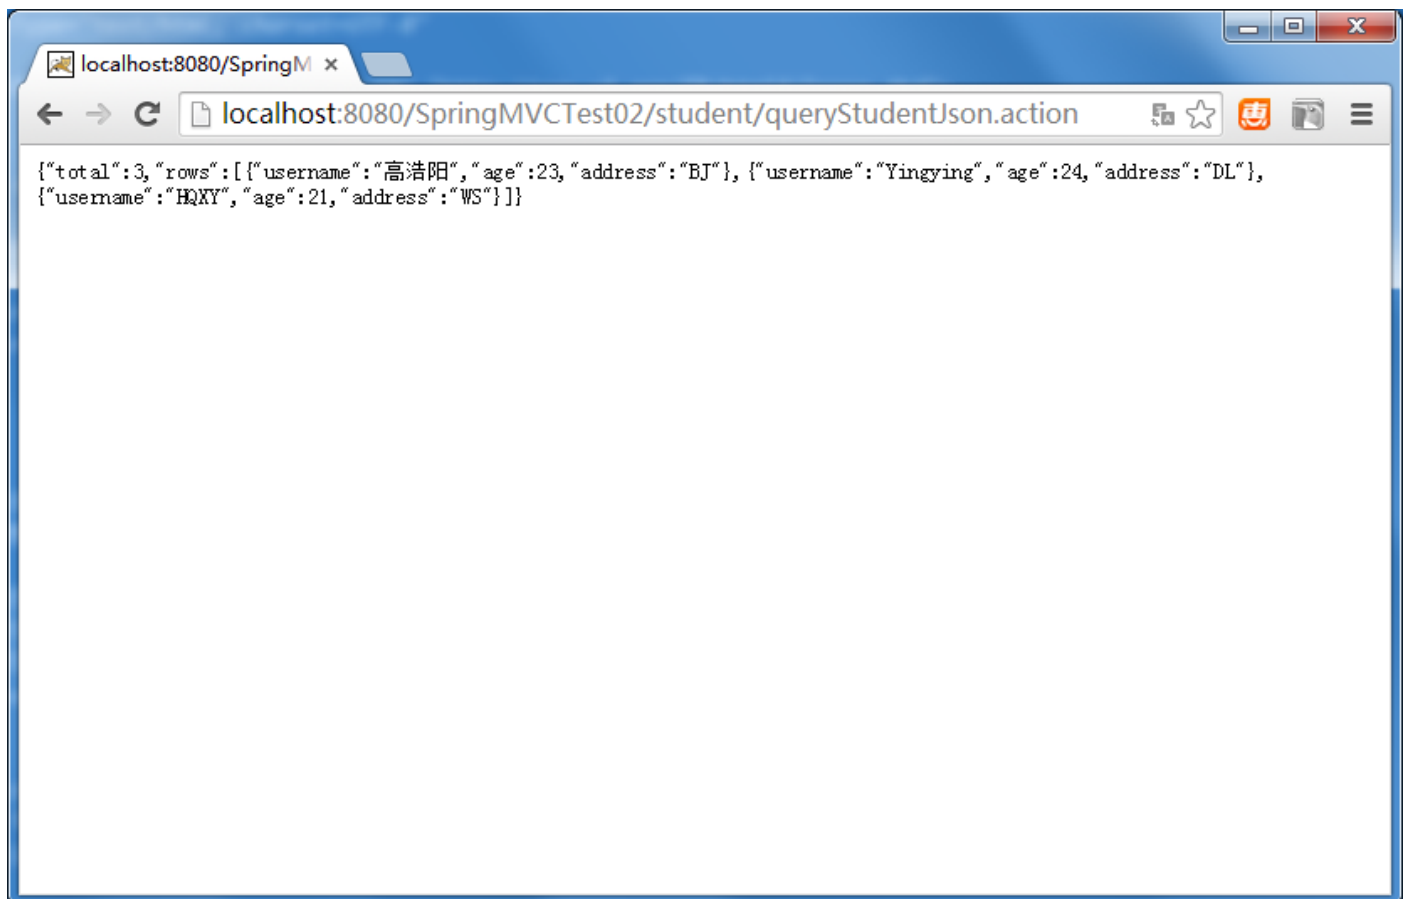 localhost:8080/SpringM
localhost:8080/SpringMVCTest02/student/queryStudentJson.action
惠
{"total":3,"rows":[{"username":"高浩阳","age":23,"address":"BJ"},{"username":"Yingying","age":24,"address":"DL"},
{"username":"HQXY","age":21,"address":"WS"}]}